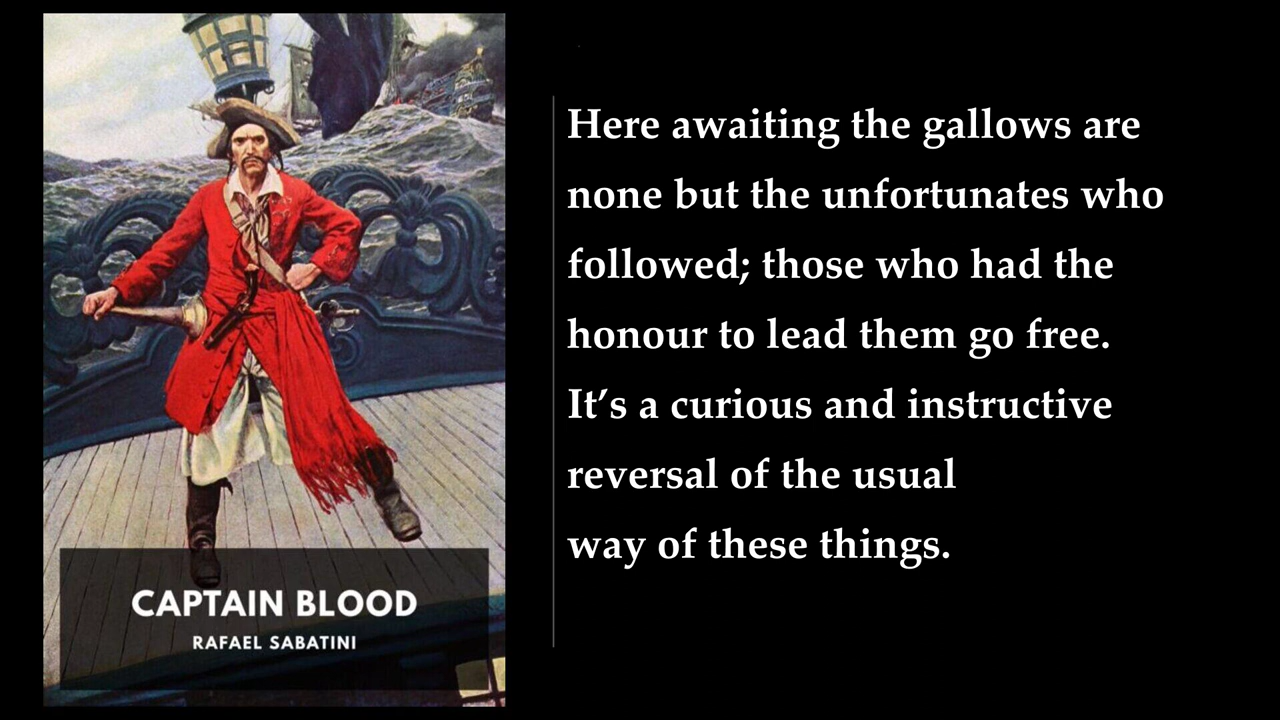 CAPTAIN BLOOD
RAFAEL SABATINI
Here awaiting the gallows are
none but the unfortunates who
followed; those who had the
honour to lead them go free.
It’s a curious and instructive
reversal of the usual
way of these things.